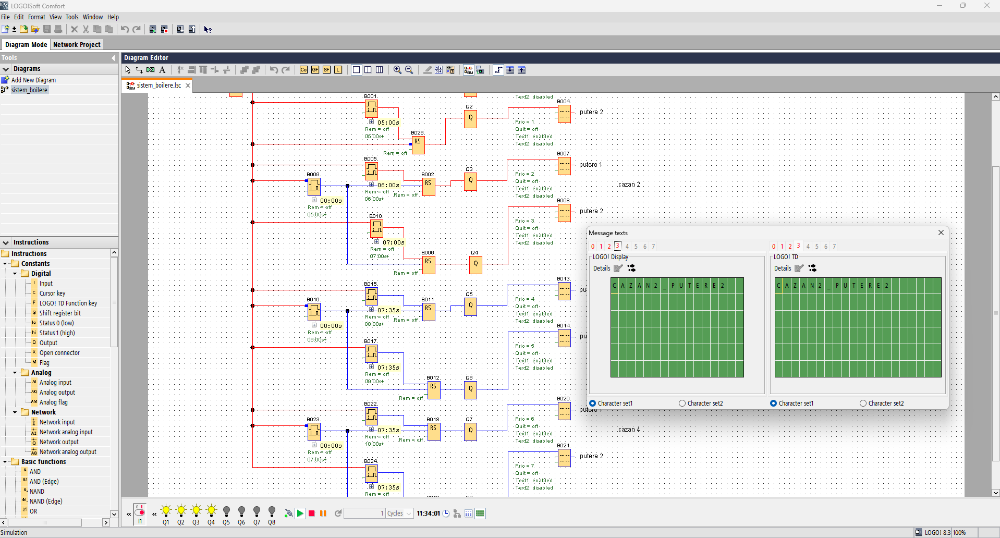 LOGO!Soft Comfort
File Edit Format View Tools Window Help
Diagram Mode Network Project
Tools
Diagrams
Add New Diagram
sistem_boilere
Instructions
Instructions
Constants
Digital
I Input
C Cursor key
F LOGO! TD Function key
S Shift register bit
lo Status 0 (low)
hi Status 1 (high)
Q Output
X Open connector
M Flag
Analog
AI Analog input
AQ Analog output
AM Analog flag
Network
I Network input
AI Network analog input
Q Network output
AQ Network analog output
Basic functions
& AND
&↑ AND (Edge)
& NAND
&↓ NAND (Edge)
≥1 OR
Diagram Editor
Co GF SF L
sistem_boilere.lsc
Text2: disabled
B001
05:00s
Rem = off
05:00s+
B026
RS
Rem = off
Q2
Q
B004
putere 2
Prio = 1
Quit = off
Text1: enabled
Text2: disabled
B005
06:00s
Rem = off
06:00s+
B009
00:00s
Rem = off
05:00s+
B002
RS
Rem = off
Q3
Q
B007
putere 1
Prio = 2
Quit = off
Text1: enabled
Text2: disabled
cazan 2
B010
07:00s
Rem = off
07:00s+
B006
RS
Rem = off
Q4
Q
B008
putere 2
Prio = 3
Quit = off
Text1: enabled
Text2: disabled
B015
07:35s
Rem = off
08:00s+
B016
00:00s
Rem = off
06:00s+
B011
RS
Rem = off
Q5
Q
B013
pu
Prio = 4
Quit = off
Text1: enabled
Text2: disabled
B017
07:35s
Rem = off
09:00s+
B012
RS
Rem = off
Q6
Q
B014
pu
Prio = 5
Quit = off
Text1: enabled
Text2: disabled
B022
07:35s
Rem = off
10:00s+
B023
00:00s
Rem = off
07:00s+
B018
RS
Rem = off
Q7
Q
B020
putere 1
Prio = 6
Quit = off
Text1: enabled
Text2: disabled
cazan 4
B024
07:35s
Rem = off
B021
putere 2
Prio = 7
Quit = off
Text1: enabled
Text2: disabled
Message texts
0 1 2 3 4 5 6 7
LOGO! Display
Details
CAZAN2_PUTERE2
Character set1 Character set2
0 1 2 3 4 5 6 7
LOGO! TD
Details
CAZAN2_PUTERE2
Character set1 Character set2
0 1
I1
Q1 Q2 Q3 Q4 Q5 Q6 Q7 Q8
1 Cycles 11:34:01
Simulation
LOGO! 8.3 100%